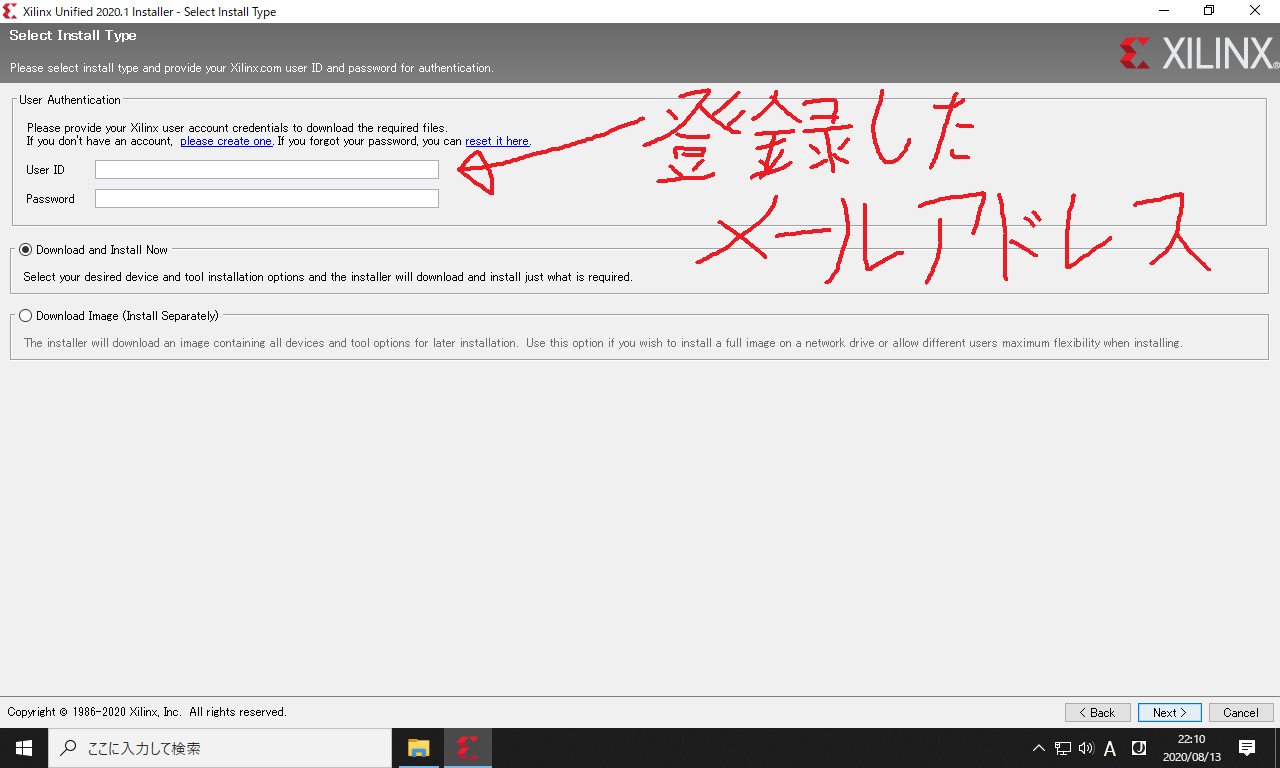 Xilinx Unified 2020.1 Installer - Select Install Type
Select Install Type
Please select install type and provide your Xilinx.com user ID and password for authentication.
XILINX®
User Authentication
Please provide your Xilinx user account credentials to download the required files.
If you don't have an account, please create one. If you forgot your password, you can reset it here.
User ID
Password
登録した
メールアドレス
Download and Install Now
Select your desired device and tool installation options and the installer will download and install just what is required.
Download Image (Install Separately)
The installer will download an image containing all devices and tool options for later installation. Use this option if you wish to install a full image on a network drive or allow different users maximum flexibility when installing.
Copyright © 1986-2020 Xilinx, Inc. All rights reserved.
< Back
Next >
Cancel
ここに入力して検索
A
J
22:10
2020/08/13